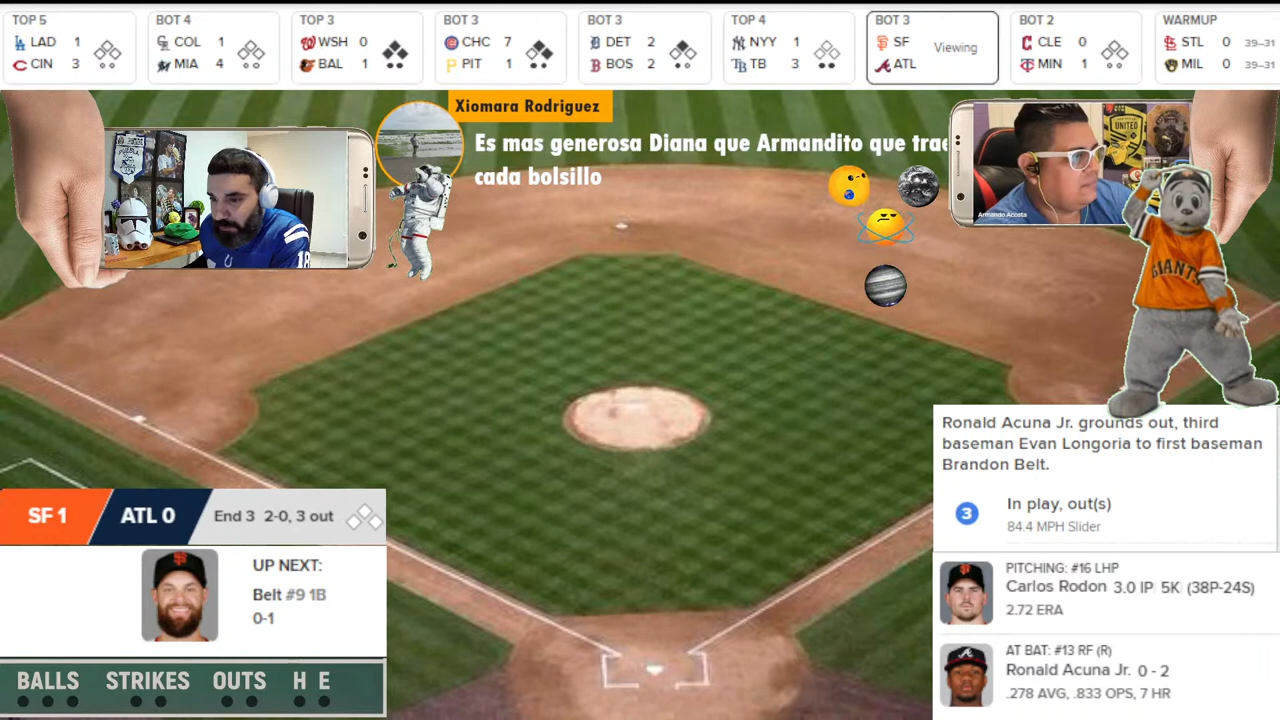 TOP 5
LAD 1
CIN 3
BOT 4
COL 1
MIA 4
TOP 3
WSH 0
BAL 1
BOT 3
CHC 7
PIT 1
BOT 3
DET 2
BOS 2
TOP 4
NYY 1
TB 3
BOT 3
SF
ATL
Viewing
BOT 2
CLE 0
MIN 1
WARMUP
STL 0 39-31
MIL 0 39-31
Xiomara Rodriguez
Es mas generosa Diana que Armandito que trae
cada bolsillo
UNITED
Armando Acosta
GIANTS
18
Ronald Acuna Jr. grounds out, third
baseman Evan Longoria to first baseman
Brandon Belt.
3
In play, out(s)
84.4 MPH Slider
SF 1
ATL 0
End 3 2-0, 3 out
UP NEXT:
Belt #9 1B
0-1
PITCHING: #16 LHP
Carlos Rodon 3.0 IP 5K (38P-24S)
2.72 ERA
AT BAT: #13 RF (R)
Ronald Acuna Jr. 0 - 2
.278 AVG, .833 OPS, 7 HR
BALLS STRIKES OUTS H E